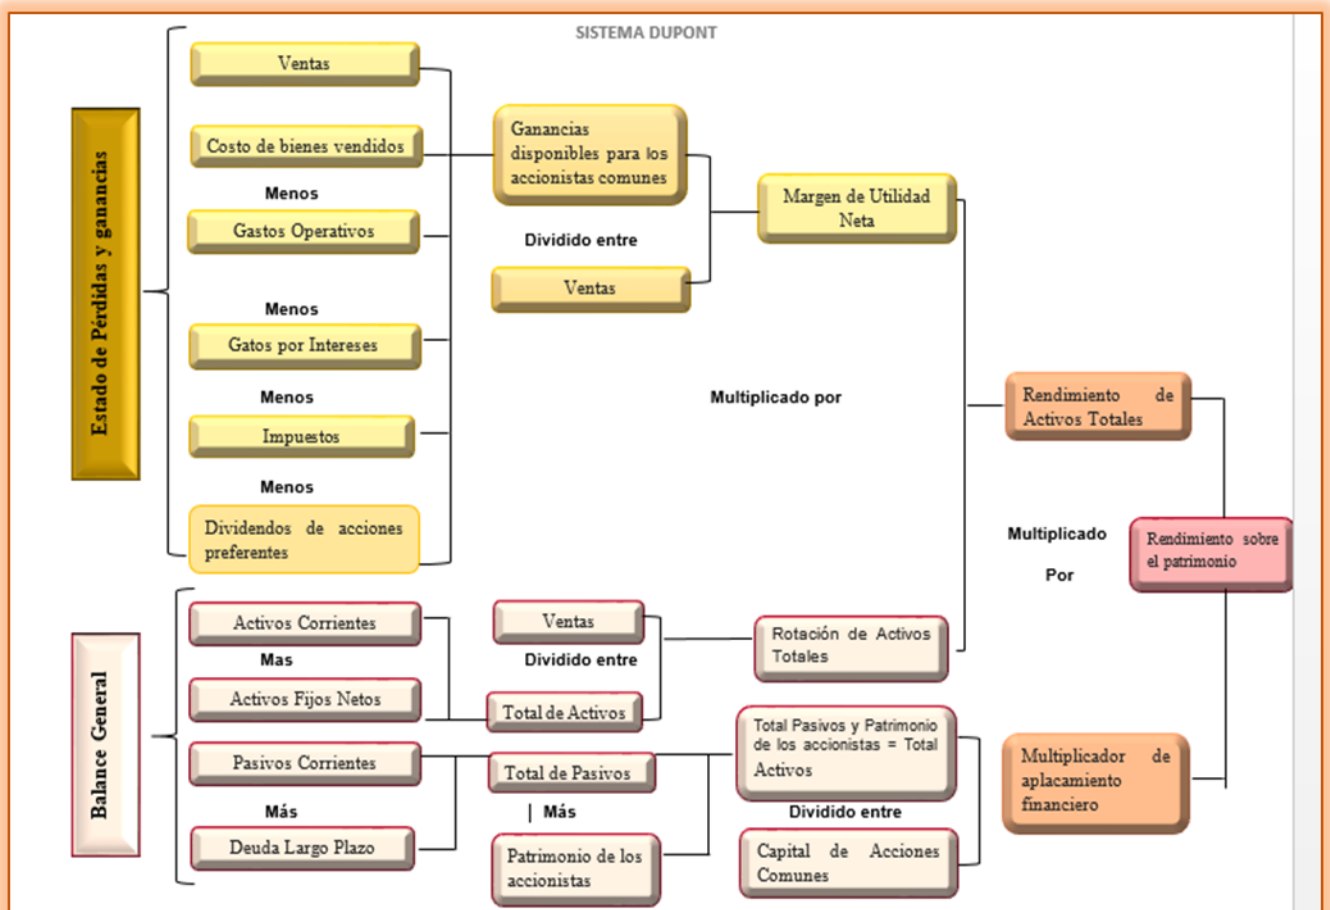 SISTEMA DUPONT
Estado de Pérdidas y ganancias
Ventas
Costo de bienes vendidos
Menos
Gastos Operativos
Menos
Gatos por Intereses
Menos
Impuestos
Menos
Dividendos de acciones
preferentes
Ganancias
disponibles para los
accionistas comunes
Dividido entre
Ventas
Margen de Utilidad
Neta
Multiplicado por
Rendimiento de
Activos Totales
Multiplicado
Por
Rendimiento sobre
el patrimonio
Balance General
Activos Corrientes
Mas
Activos Fijos Netos
Pasivos Corrientes
Más
Deuda Largo Plazo
Ventas
Dividido entre
Total de Activos
Total de Pasivos
| Más
Patrimonio de los
accionistas
Rotación de Activos
Totales
Total Pasivos y Patrimonio
de los accionistas = Total
Activos
Dividido entre
Capital de Acciones
Comunes
Multiplicador de
aplacamiento
financiero